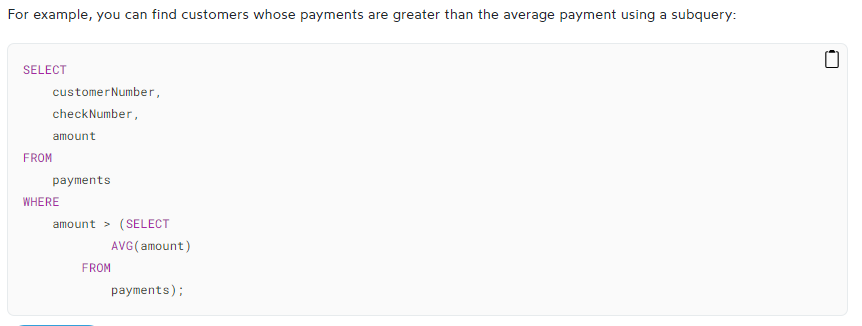 For example, you can find customers whose payments are greater than the average payment using a subquery:
SELECT
customerNumber,
checkNumber,
amount
FROM
payments
WHERE
amount > (SELECT
AVG(amount)
FROM
payments);